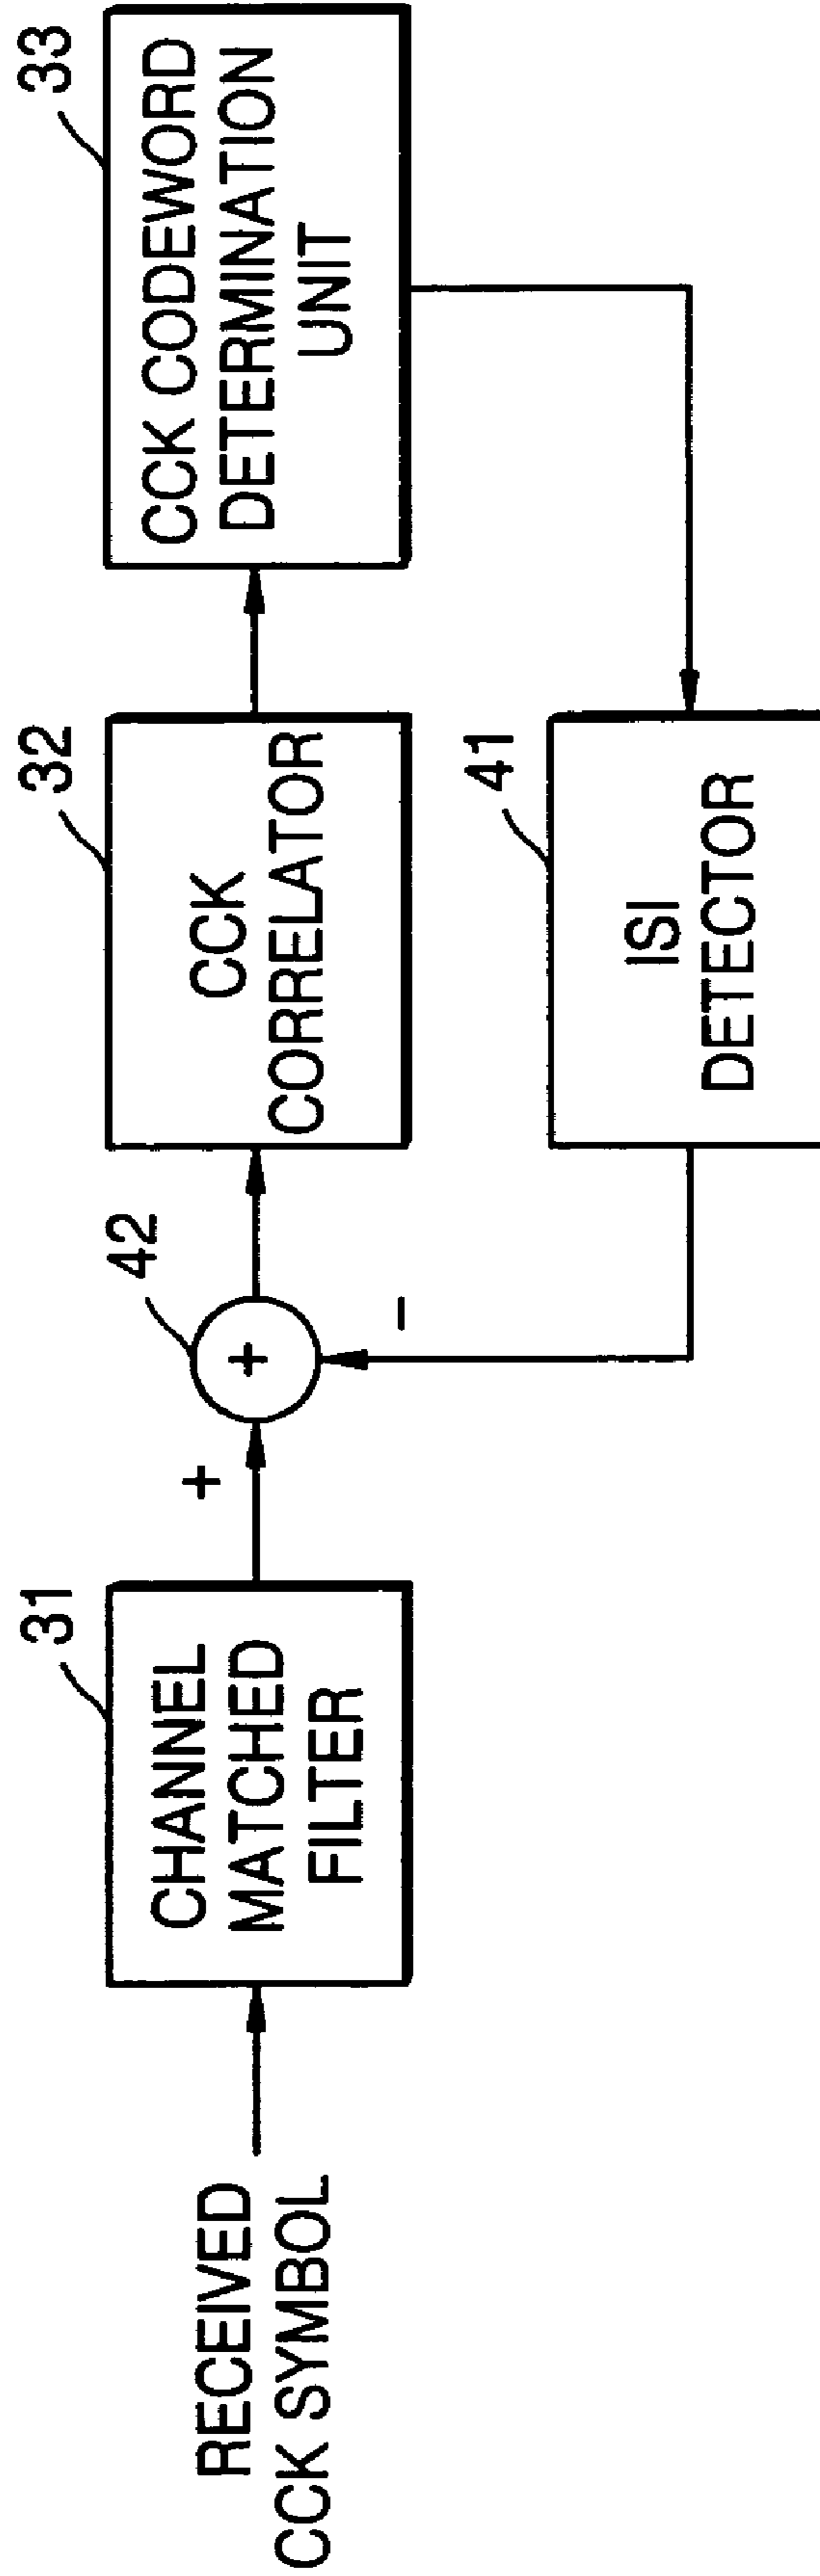 RECEIVED
CCK SYMBOL
31
CHANNEL
MATCHED
FILTER
+
42
+
-
32
CCK
CORRELATOR
33
CCK CODEWORD
DETERMINATION
UNIT
41
ISI
DETECTOR